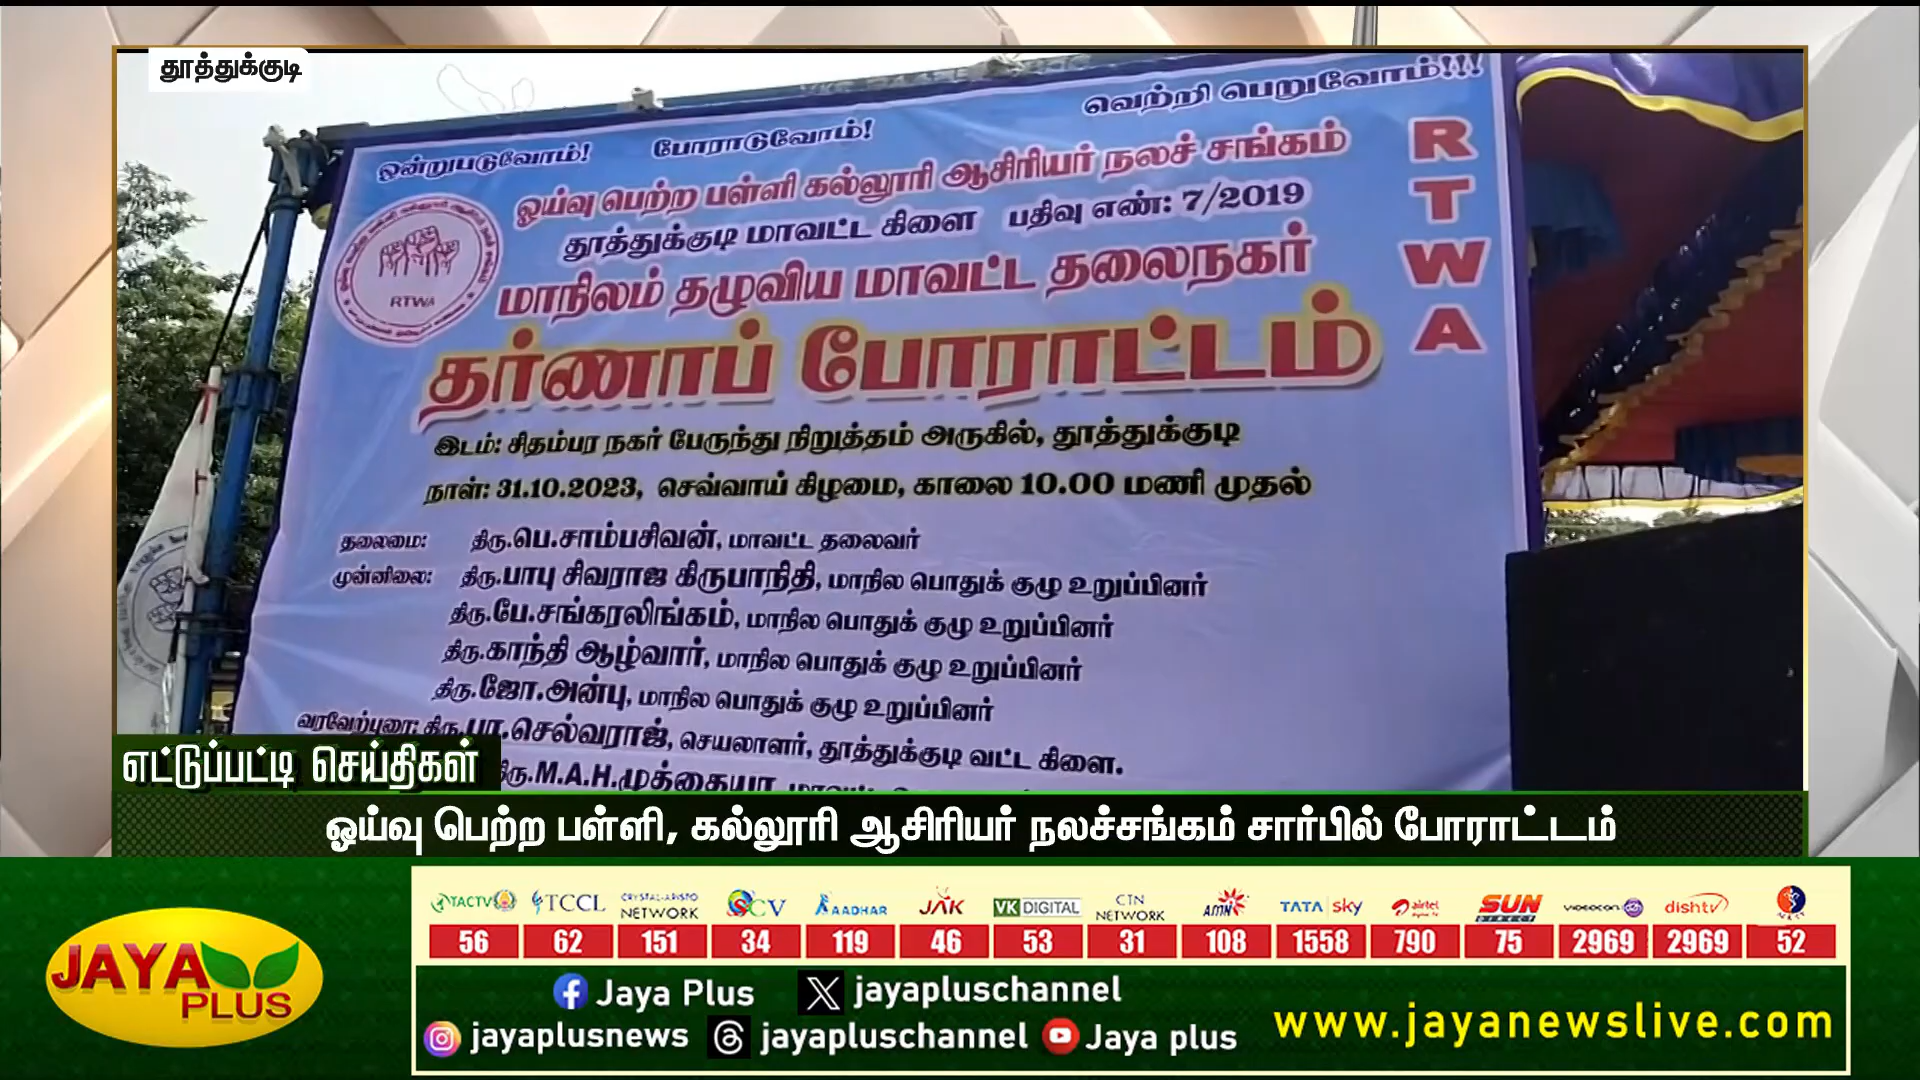 தூத்துக்குடி
ஒன்றுபடுவோம்! போராடுவோம்! வெற்றி பெறுவோம்!!!
ஓய்வு பெற்ற பள்ளி கல்லூரி ஆசிரியர் நலச் சங்கம்
தூத்துக்குடி மாவட்ட கிளை பதிவு எண்: 7/2019
மாநிலம் தழுவிய மாவட்ட தலைநகர்
தர்ணாப் போராட்டம்
RTWA
RTWA
இடம்: சிதம்பர நகர் பேருந்து நிறுத்தம் அருகில், தூத்துக்குடி
நாள்: 31.10.2023, செவ்வாய் கிழமை, காலை 10.00 மணி முதல்
தலைமை: திரு.பெ.சாம்பசிவன், மாவட்ட தலைவர்
முன்னிலை: திரு.பாபு சிவராஜ கிருபாநிதி, மாநில பொதுக் குழு உறுப்பினர்
திரு.பே.சங்கரலிங்கம், மாநில பொதுக் குழு உறுப்பினர்
திரு.காந்தி ஆழ்வார், மாநில பொதுக் குழு உறுப்பினர்
திரு.ஜோ.அன்பு, மாநில பொதுக் குழு உறுப்பினர்
வரவேற்புரை: திரு.பா.செல்வராஜ், செயலாளர், தூத்துக்குடி வட்ட கிளை.
திரு.M.A.H.முத்தையா
எட்டுப்பட்டி செய்திகள்
ஓய்வு பெற்ற பள்ளி, கல்லூரி ஆசிரியர் நலச்சங்கம் சார்பில் போராட்டம்
JAYA PLUS
TACTV TCCL CRYSTAL-ARISTO NETWORK SCV AADHAR JAK VK DIGITAL CTN NETWORK AMN TATA sky airtel SUN DIRECT VIDEOCON d2h dishtv
56 62 151 34 119 46 53 31 108 1558 790 75 2969 2969 52
Jaya Plus jayapluschannel
jayaplusnews jayapluschannel Jaya plus
www.jayanewslive.com